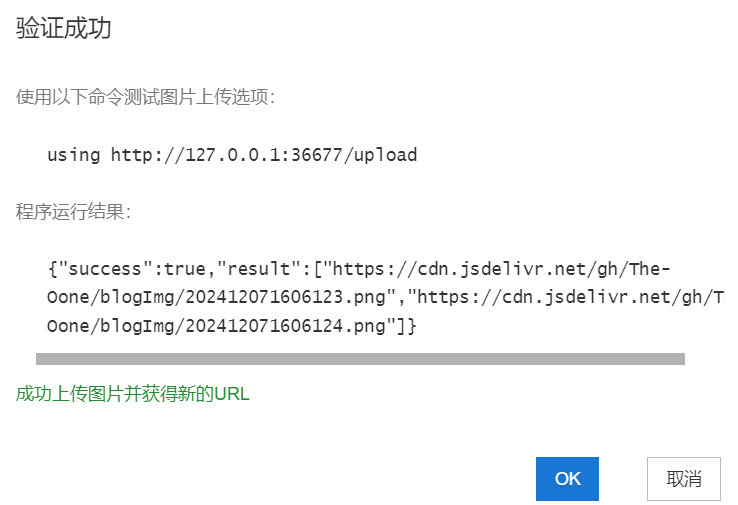 验证成功
使用以下命令测试图片上传选项：
using http://127.0.0.1:36677/upload
程序运行结果：
{"success":true,"result":["https://cdn.jsdelivr.net/gh/The-
Oone/blogImg/202412071606123.png","https://cdn.jsdelivr.net/gh/T
Oone/blogImg/202412071606124.png"]}
成功上传图片并获得新的URL
OK
取消